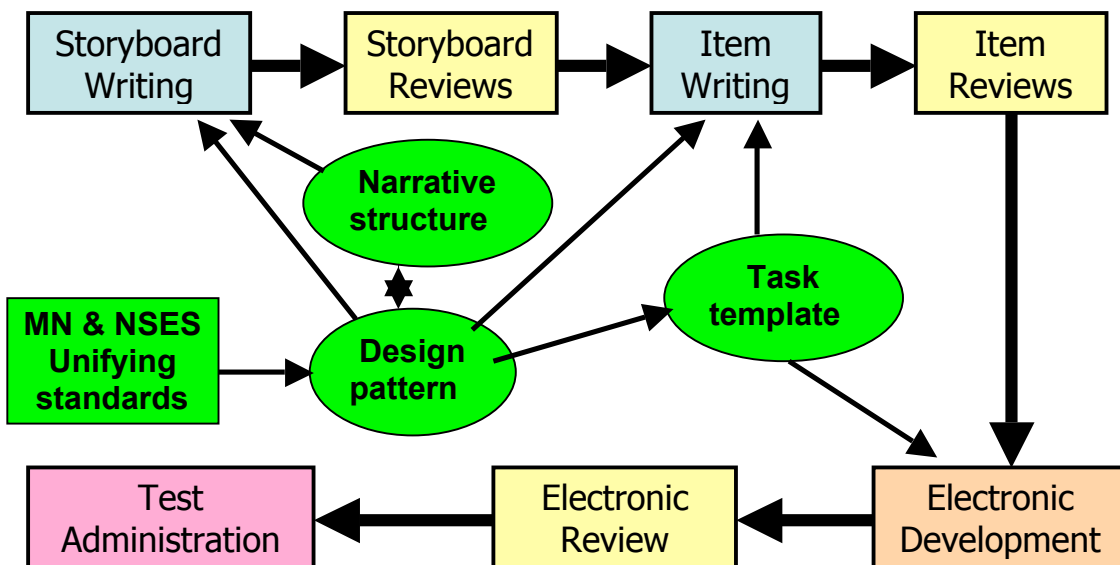 Storyboard
Writing
Storyboard
Reviews
Item
Writing
Item
Reviews
Narrative
structure
Task
template
MN & NSES
Unifying
standards
Design
pattern
Test
Administration
Electronic
Review
Electronic
Development